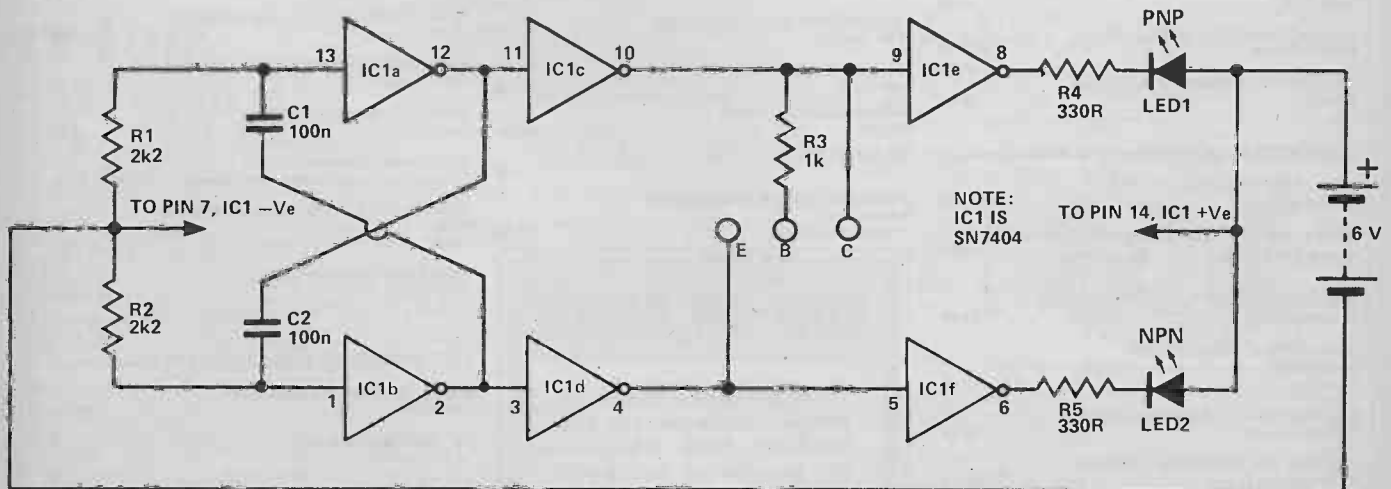 PNP
13
IC1a
12
11
IC1c
10
9
IC1e
8
R4
330R
LED1
C1
100n
R1
2k2
R3
1k
+
TO PIN 7, IC1 –Ve
NOTE:
IC1 IS
SN7404
TO PIN 14, IC1 +Ve
6 V
E
B
C
R2
2k2
C2
100n
NPN
1
IC1b
2
3
IC1d
4
5
IC1f
6
R5
330R
LED2